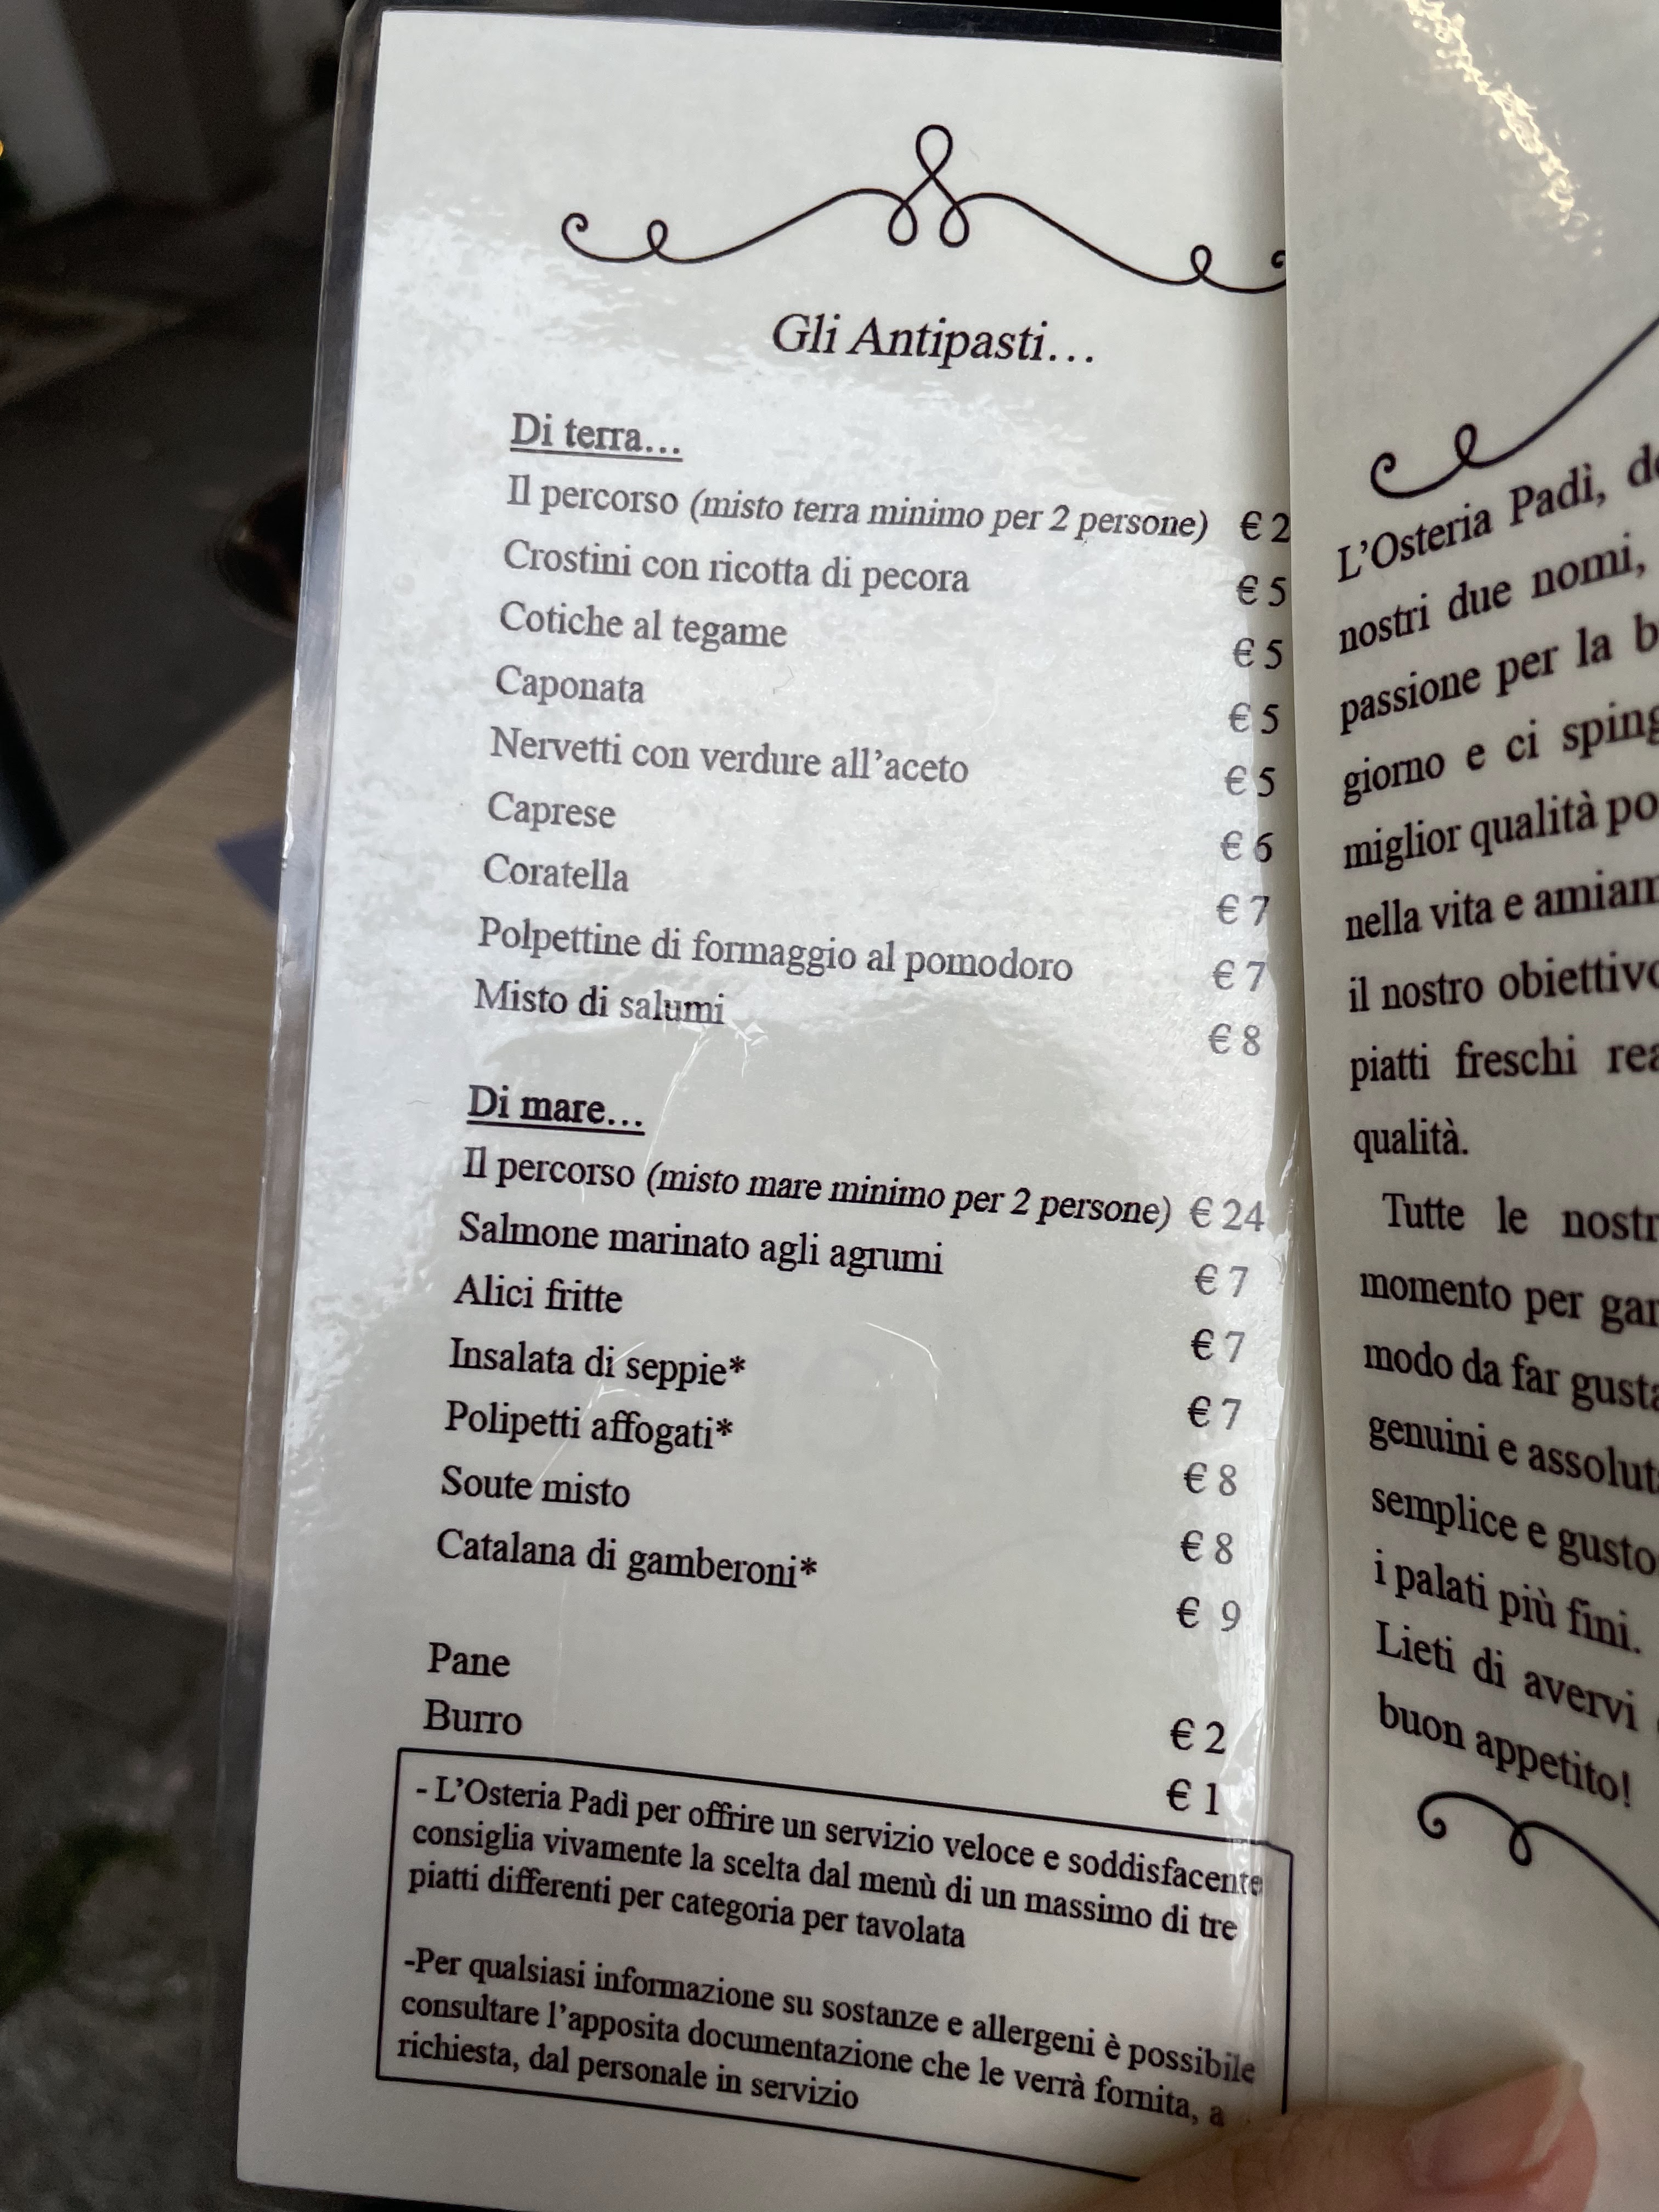 Gli Antipasti...
Di terra...
Il percorso (misto terra minimo per 2 persone) € 2
Crostini con ricotta di pecora € 5
Cotiche al tegame € 5
Caponata € 5
Nervetti con verdure all'aceto € 5
Caprese € 6
Coratella € 7
Polpettine di formaggio al pomodoro € 7
Misto di salumi € 8
Di mare...
Il percorso (misto mare minimo per 2 persone) € 24
Salmone marinato agli agrumi € 7
Alici fritte € 7
Insalata di seppie* € 7
Polipetti affogati* € 8
Soute misto € 8
Catalana di gamberoni* € 9
Pane € 2
Burro € 1
- L'Osteria Padì per offrire un servizio veloce e soddisfacente
consiglia vivamente la scelta dal menù di un massimo di tre
piatti differenti per categoria per tavolata
-Per qualsiasi informazione su sostanze e allergeni è possibile
consultare l'apposita documentazione che le verrà fornita, a
richiesta, dal personale in servizio
L'Osteria Padì,
nostri due nomi,
passione per la
giorno e ci
miglior qualità
nella vita e
il nostro
piatti freschi
qualità.
Tutte le
momento per
modo da far
genuini e
semplice e
i palati più fini.
Lieti di avervi
buon appetito!